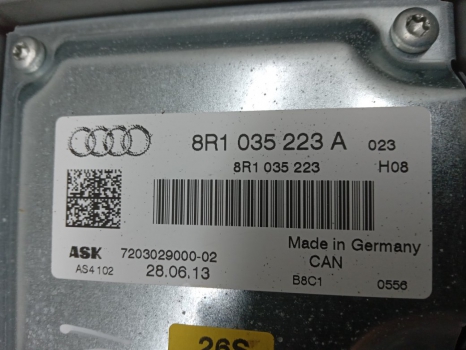 8R1 035 223 A 023
8R1 035 223 H08
ASK 7203029000-02 Made in Germany
AS4102 28.06.13 CAN
B8C1 0556
26S